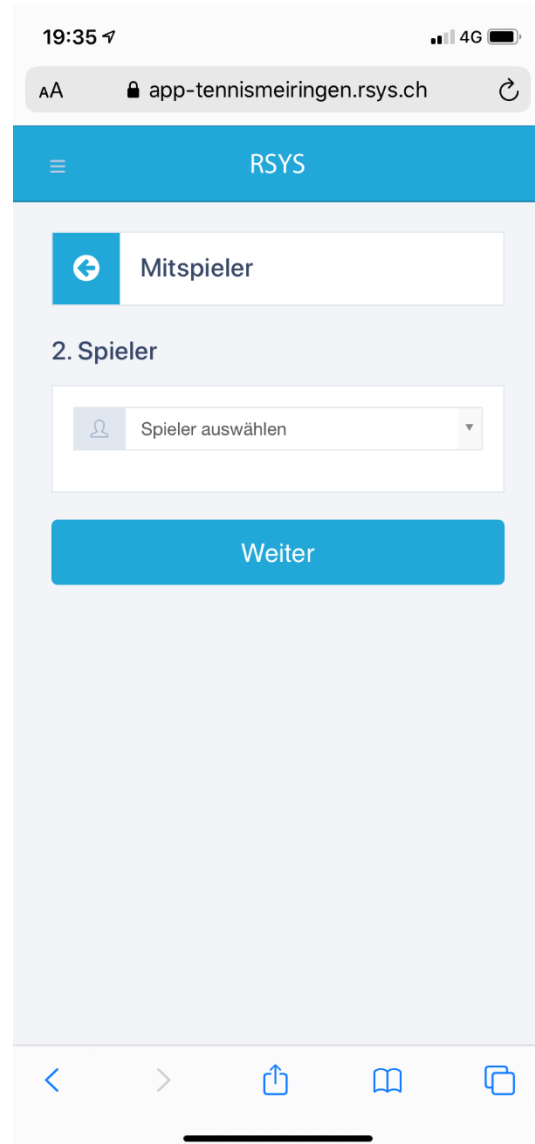 19:35
4G
AA app-tennismeiringen.rsys.ch
RSYS
Mitspieler
2. Spieler
Spieler auswählen
Weiter